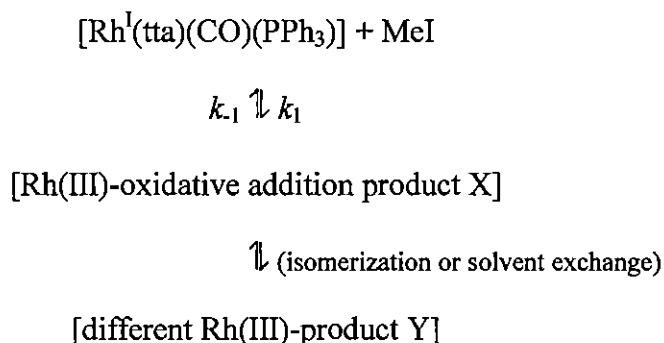 [Rhᴵ(tta)(CO)(PPh₃)] + MeI
k₋₁ ⥮ k₁
[Rh(III)-oxidative addition product X]
⥮ (isomerization or solvent exchange)
[different Rh(III)-product Y]